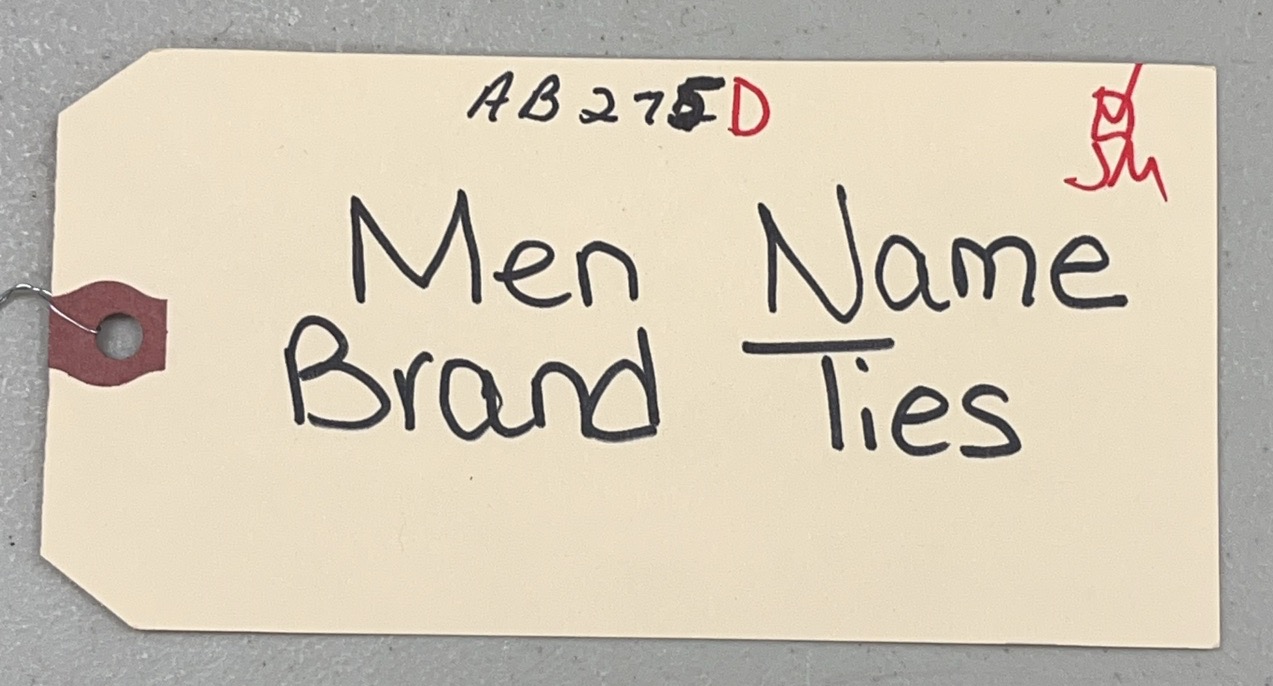 AB275D
Men Name
Brand Ties